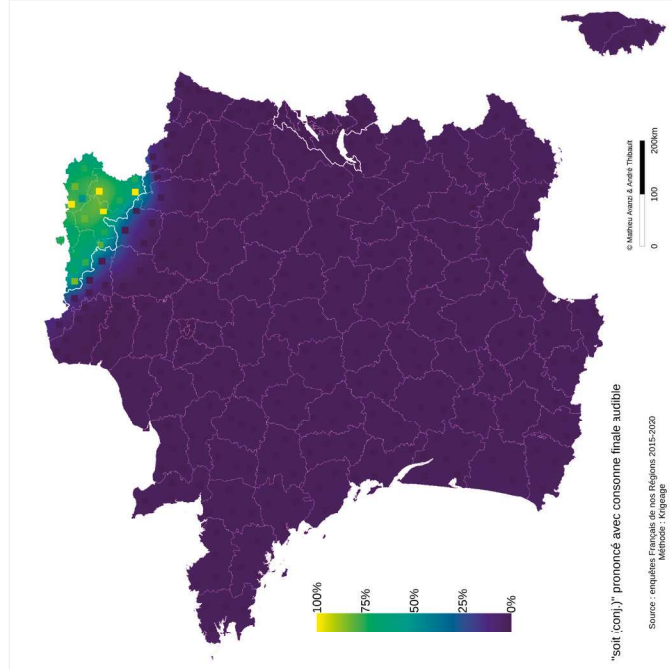 "soit (conj.)" prononcé avec consonne finale audible
Source : enquêtes Français de nos Régions 2015-2020
Méthode : Krigeage
100%
75%
50%
25%
0%
© Mathieu Avanzi & André Thibault
0 100 200km